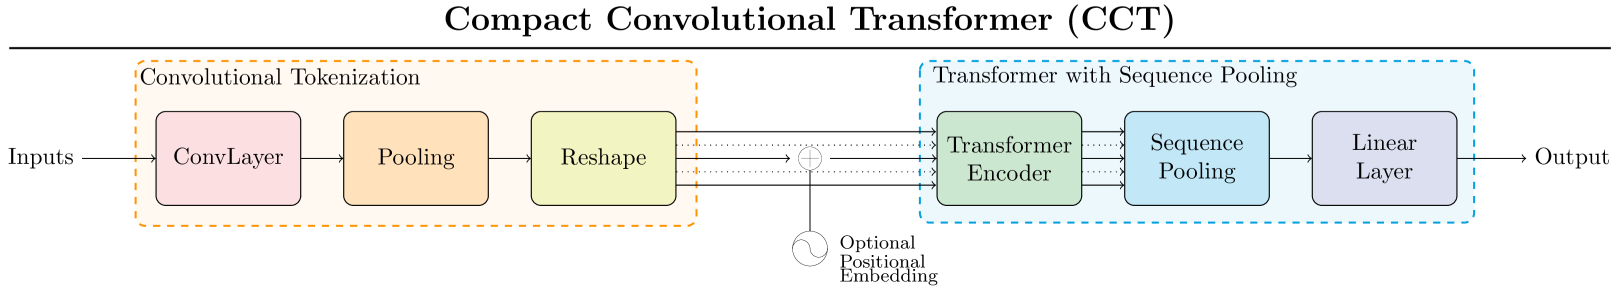 Compact Convolutional Transformer (CCT)
Convolutional Tokenization
Transformer with Sequence Pooling
Inputs
ConvLayer
Pooling
Reshape
Transformer
Encoder
Sequence
Pooling
Linear
Layer
Output
Optional
Positional
Embedding